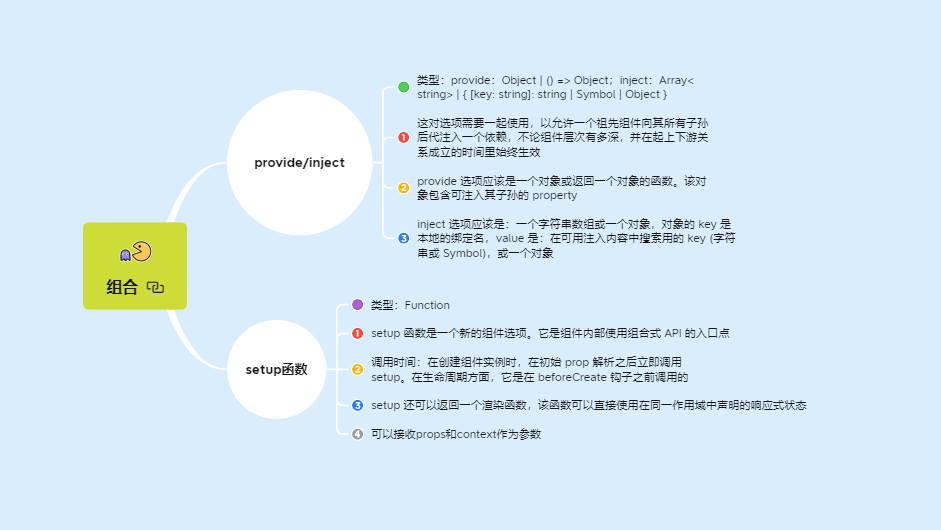 组合
provide/inject
类型：provide：Object | () => Object；inject：Array<
string> | { [key: string]: string | Symbol | Object }
1 这对选项需要一起使用，以允许一个祖先组件向其所有子孙
后代注入一个依赖，不论组件层次有多深，并在起上下游关
系成立的时间里始终生效
2 provide 选项应该是一个对象或返回一个对象的函数。该对
象包含可注入其子孙的 property
3 inject 选项应该是：一个字符串数组或一个对象，对象的 key 是
本地的绑定名，value 是：在可用注入内容中搜索用的 key (字符
串或 Symbol)，或一个对象
setup函数
类型：Function
1 setup 函数是一个新的组件选项。它是组件内部使用组合式 API 的入口点
2 调用时间：在创建组件实例时，在初始 prop 解析之后立即调用
setup。在生命周期方面，它是在 beforeCreate 钩子之前调用的
3 setup 还可以返回一个渲染函数，该函数可以直接使用在同一作用域中声明的响应式状态
4 可以接收props和context作为参数